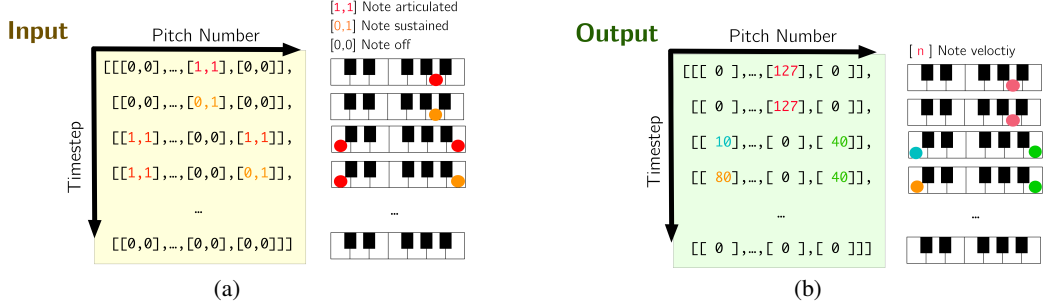 Input
Pitch Number
Timestep
[1,1] Note articulated
[0,1] Note sustained
[0,0] Note off
[[[0,0],…,[1,1],[0,0]],
[[0,0],…,[0,1],[0,0]],
[[1,1],…,[0,0],[1,1]],
[[1,1],…,[0,0],[0,1]],
…
…
[[0,0],…,[0,0],[0,0]]]
(a)
Output
Pitch Number
Timestep
[ n ] Note veloctiy
[[[ 0 ],…,[127],[ 0 ]],
[[ 0 ],…,[127],[ 0 ]],
[[ 10],…,[ 0 ],[ 40]],
[[ 80],…,[ 0 ],[ 40]],
…
…
[[ 0 ],…,[ 0 ],[ 0 ]]]
(b)